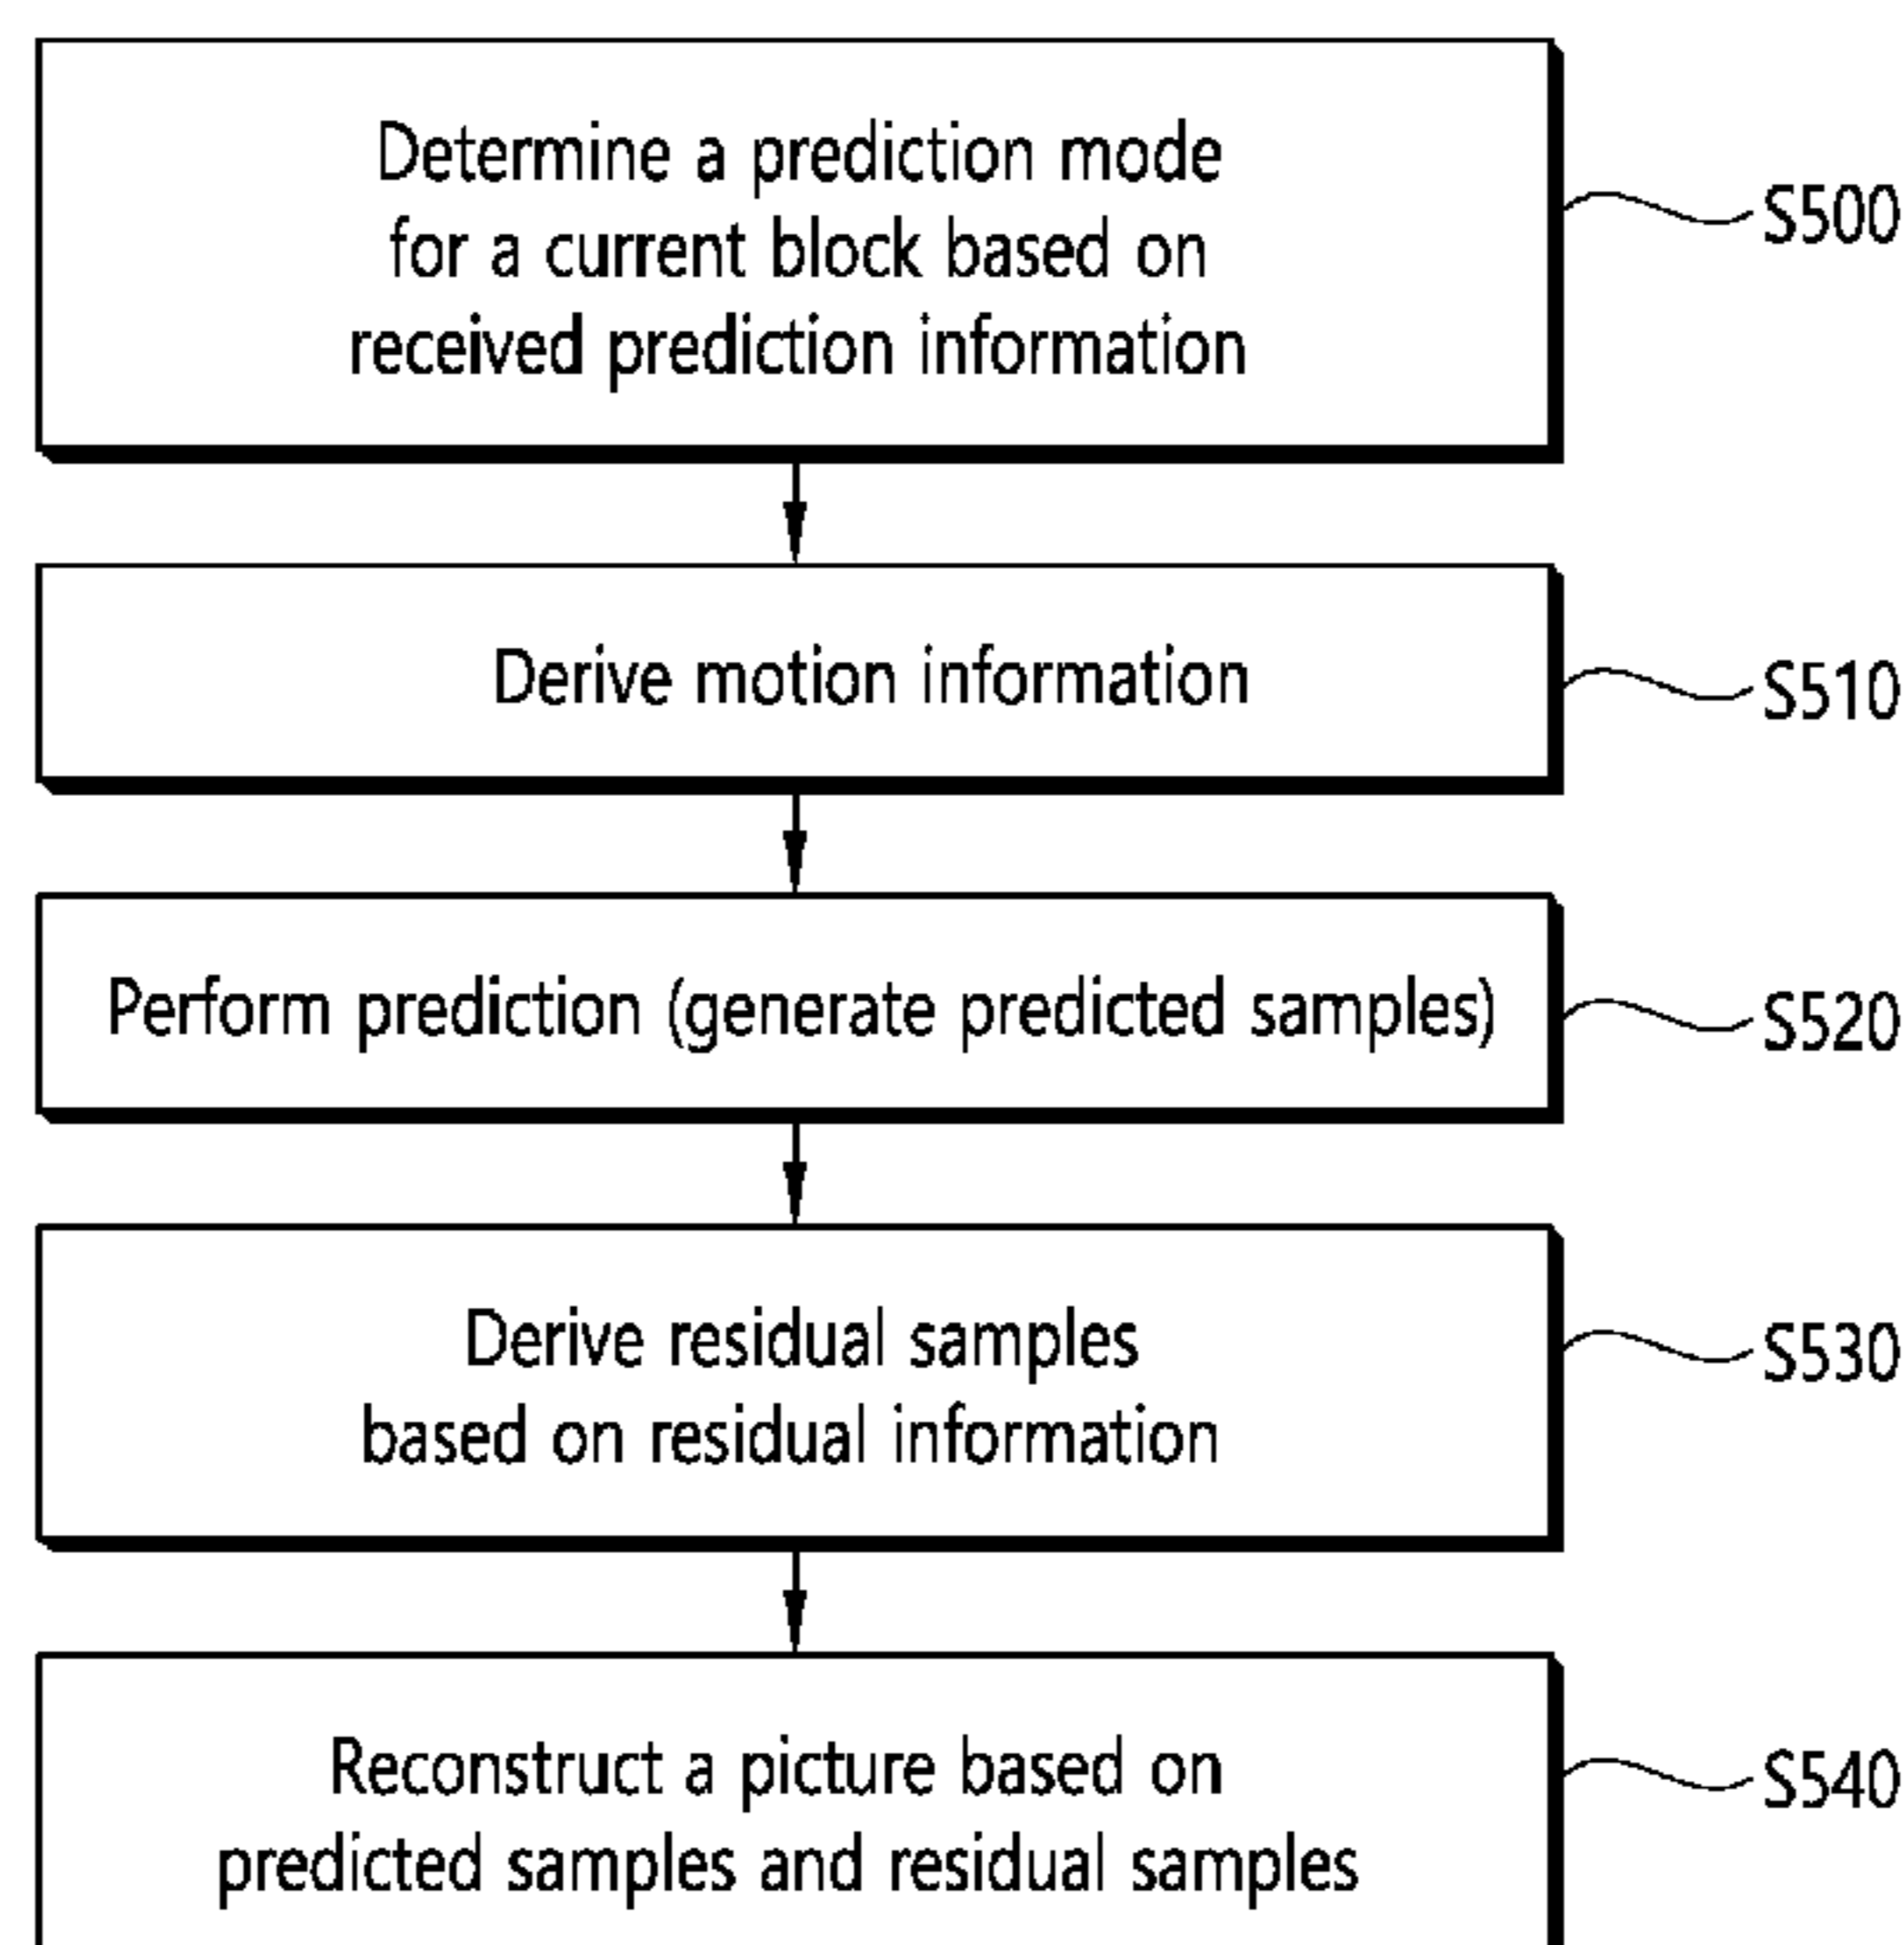 Determine a prediction mode
for a current block based on
received prediction information
S500
Derive motion information
S510
Perform prediction (generate predicted samples)
S520
Derive residual samples
based on residual information
S530
Reconstruct a picture based on
predicted samples and residual samples
S540